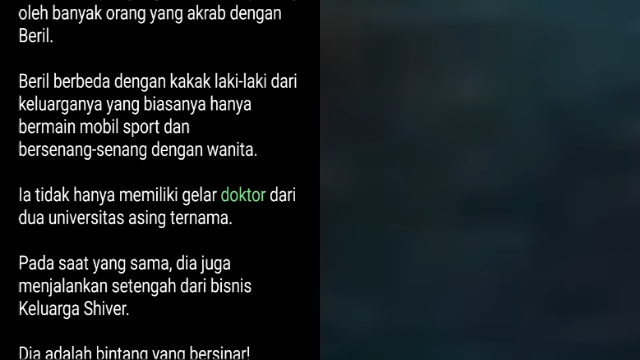 oleh banyak orang yang akrab dengan
Beril.
Beril berbeda dengan kakak laki-laki dari
keluarganya yang biasanya hanya
bermain mobil sport dan
bersenang-senang dengan wanita.
Ia tidak hanya memiliki gelar doktor dari
dua universitas asing ternama.
Pada saat yang sama, dia juga
menjalankan setengah dari bisnis
Keluarga Shiver.
Dia adalah bintang yang bersinar!